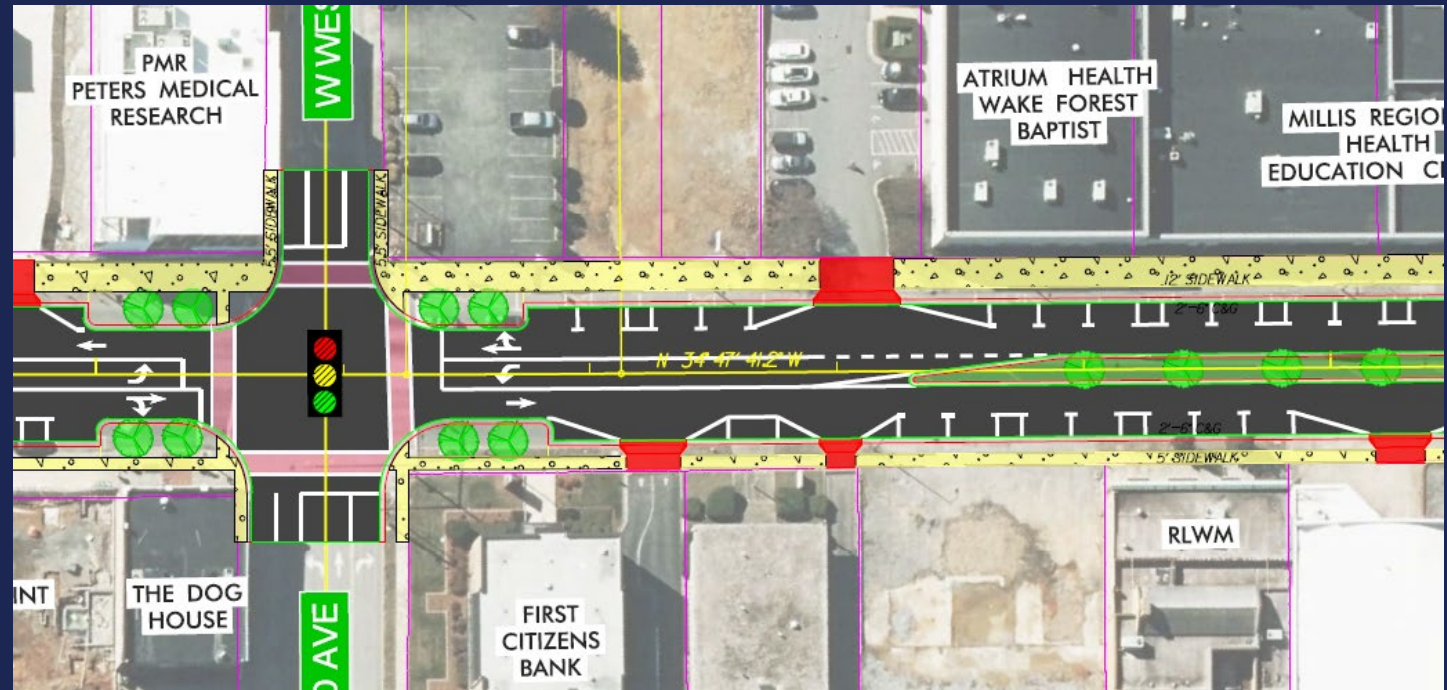 W WES
PMR
PETERS MEDICAL
RESEARCH
ATRIUM HEALTH
WAKE FOREST
BAPTIST
MILLIS REGIO
HEALTH
EDUCATION C
5.5' SIDEWALK
5.5' SIDEWALK
12' SIDEWALK
2'-6" C&G
N 34° 47' 41.2" W
2'-6" C&G
5' SIDEWALK
INT
THE DOG
HOUSE
AVE
FIRST
CITIZENS
BANK
RLWM